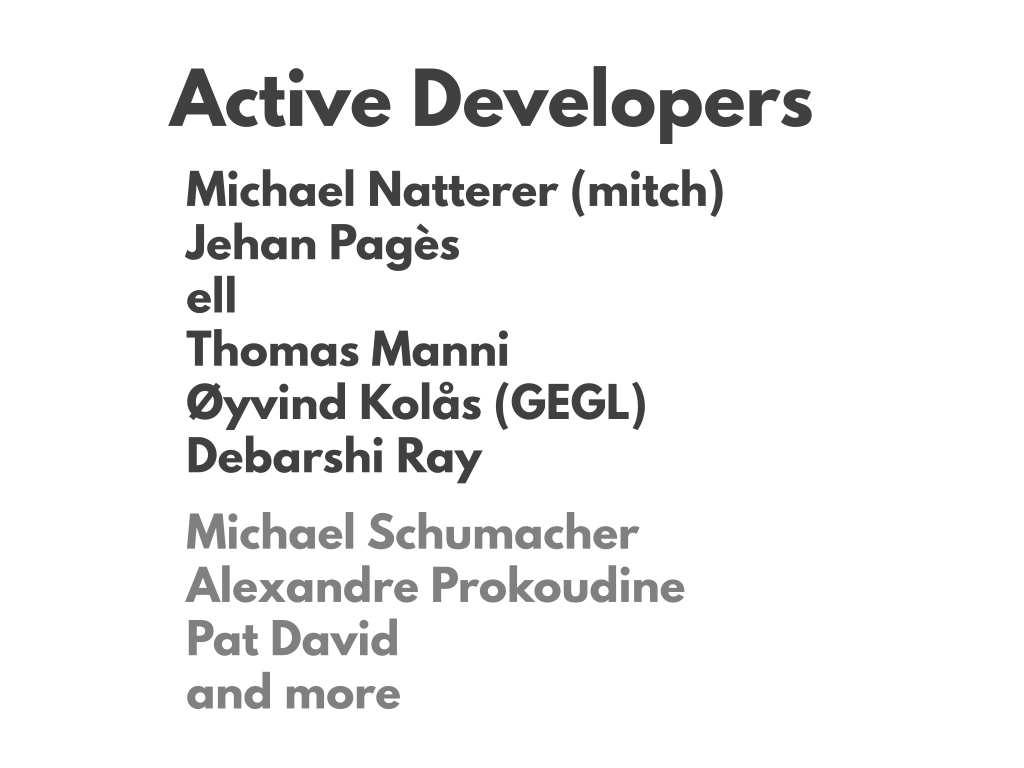 Active Developers
Michael Natterer (mitch)
Jehan Pagès
ell
Thomas Manni
Øyvind Kolås (GEGL)
Debarshi Ray
Michael Schumacher
Alexandre Prokoudine
Pat David
and more